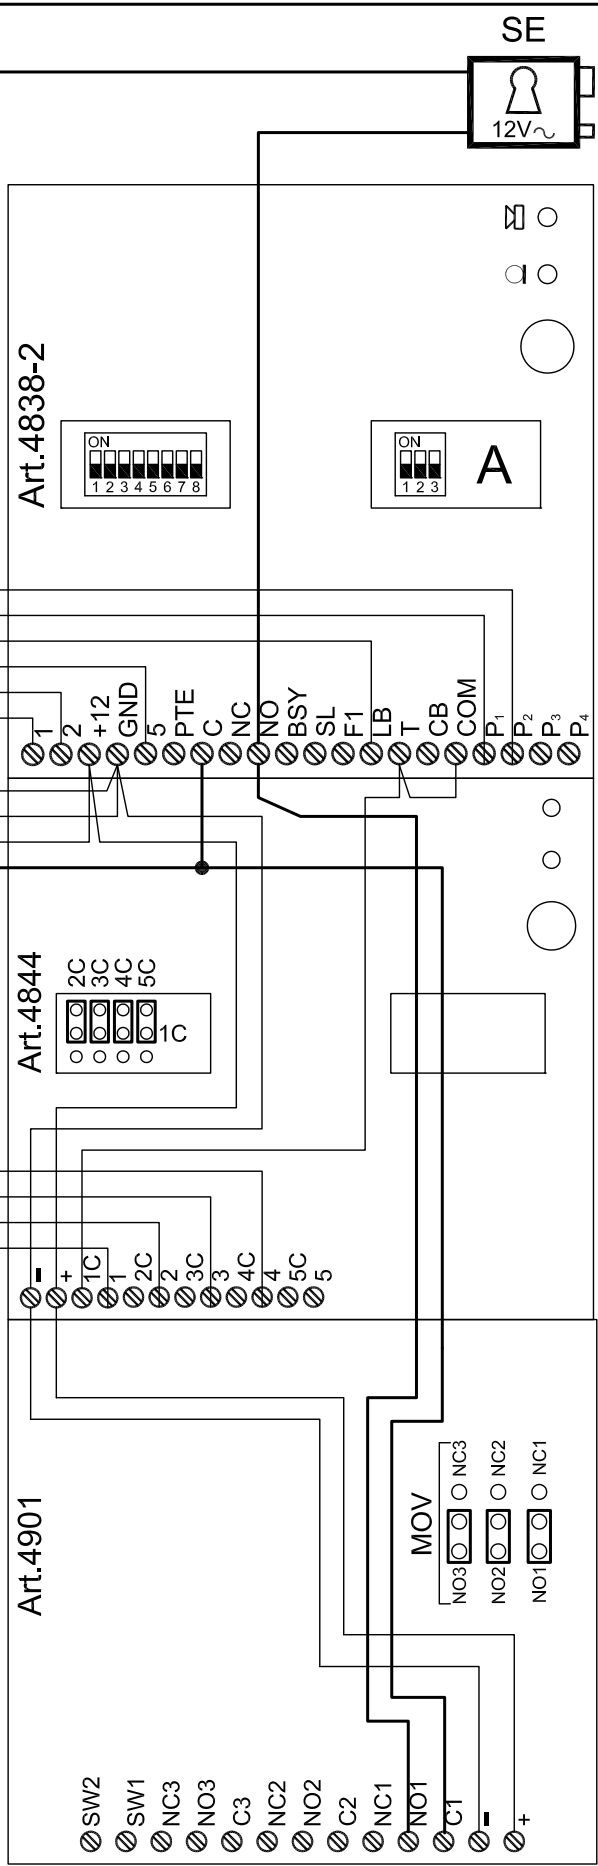 SE
12V~
Art.4838-2
ON
1 2 3 4 5 6 7 8
ON
1 2 3
A
1
2
+12
GND
5
PTE
C
NC
NO
BSY
SL
F1
LB
T
CB
COM
P1
P2
P3
P4
Art.4844
2C
3C
4C
5C
1C
-
+
1C
1
2C
2
3C
3
4C
4
5C
5
Art.4901
MOV
NO3 NC3
NO2 NC2
NO1 NC1
SW2
SW1
NC3
NO3
C3
NC2
NO2
C2
NC1
NO1
C1
-
+